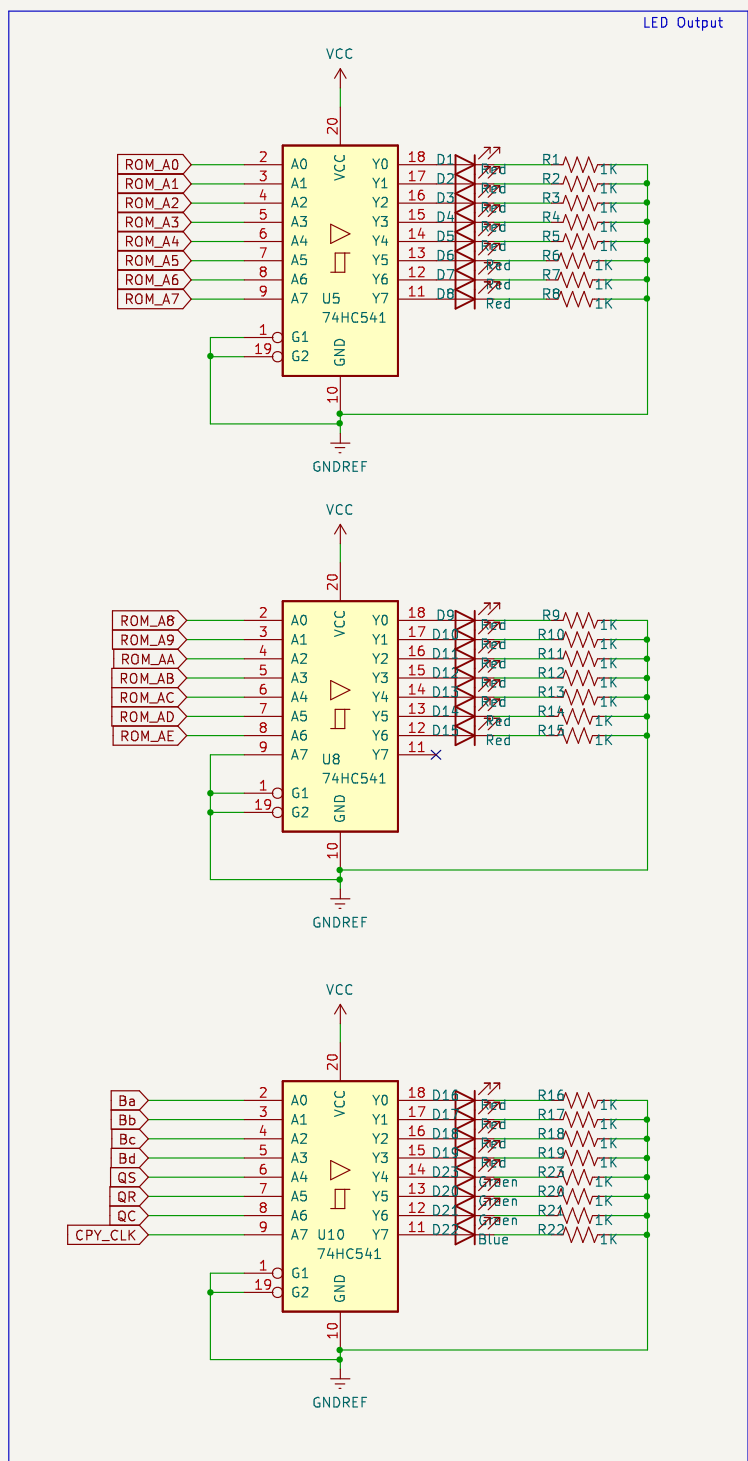 LED Output
VCC
20
ROM_A0 2 A0 VCC Y0 18 D1 Red R1 1K
ROM_A1 3 A1 Y1 17 D2 Red R2 1K
ROM_A2 4 A2 Y2 16 D3 Red R3 1K
ROM_A3 5 A3 Y3 15 D4 Red R4 1K
ROM_A4 6 A4 Y4 14 D5 Red R5 1K
ROM_A5 7 A5 Y5 13 D6 Red R6 1K
ROM_A6 8 A6 Y6 12 D7 R7 1K
ROM_A7 9 A7 U5 Y7 11 D8 Red R8 1K
74HC541
1 G1
19 G2 GND
10
GNDREF
VCC
20
ROM_A8 2 A0 VCC Y0 18 D9 Red R9 1K
ROM_A9 3 A1 Y1 17 D10 Red R10 1K
ROM_AA 4 A2 Y2 16 D11 Red R11 1K
ROM_AB 5 A3 Y3 15 D12 Red R12 1K
ROM_AC 6 A4 Y4 14 D13 Red R13 1K
ROM_AD 7 A5 Y5 13 D14 Red R14 1K
ROM_AE 8 A6 Y6 12 D15 Red R15 1K
9 A7 U8 Y7 11
74HC541
1 G1
19 G2 GND
10
GNDREF
VCC
20
Ba 2 A0 VCC Y0 18 D16 Red R16 1K
Bb 3 A1 Y1 17 D17 Red R17 1K
Bc 4 A2 Y2 16 D18 Red R18 1K
Bd 5 A3 Y3 15 D19 Red R19 1K
QS 6 A4 Y4 14 D23 Green R23 1K
QR 7 A5 Y5 13 D20 Green R20 1K
QC 8 A6 Y6 12 D21 Green R21 1K
CPY_CLK 9 A7 U10 Y7 11 D22 Blue R22 1K
74HC541
1 G1
19 G2 GND
10
GNDREF